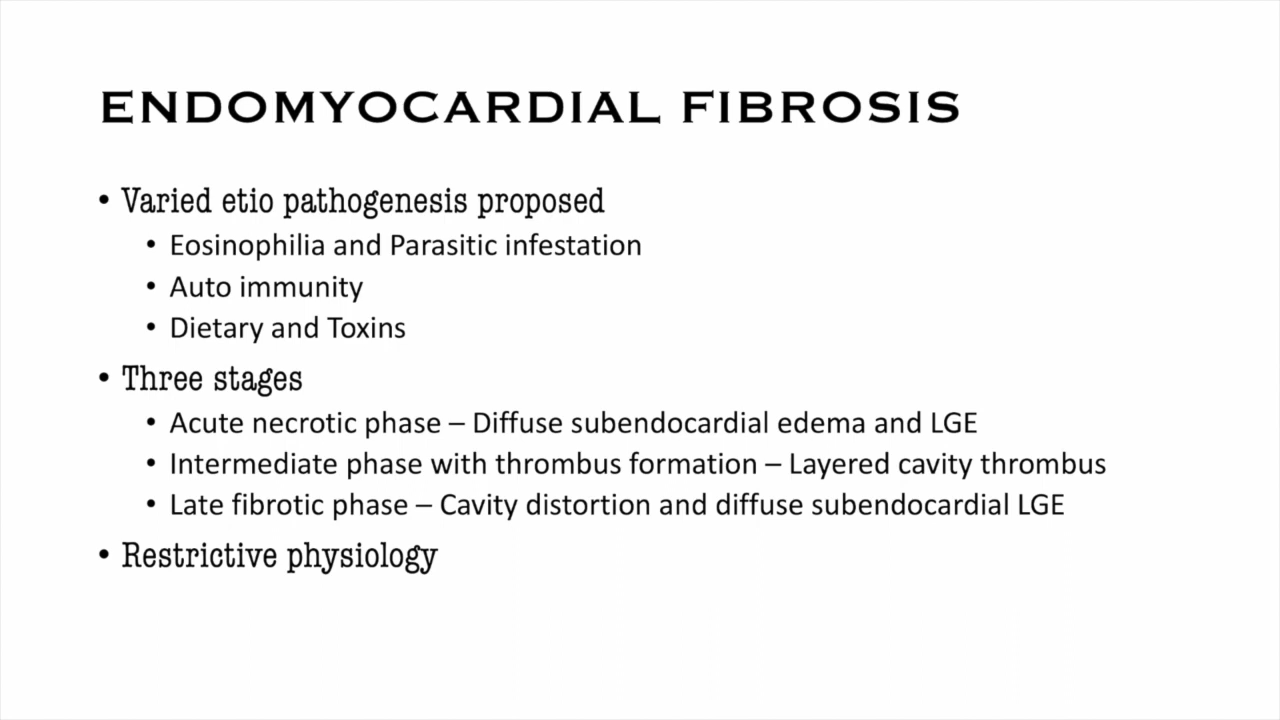 ENDOMYOCARDIAL FIBROSIS
• Varied etio pathogenesis proposed
• Eosinophilia and Parasitic infestation
• Auto immunity
• Dietary and Toxins
• Three stages
• Acute necrotic phase – Diffuse subendocardial edema and LGE
• Intermediate phase with thrombus formation – Layered cavity thrombus
• Late fibrotic phase – Cavity distortion and diffuse subendocardial LGE
• Restrictive physiology